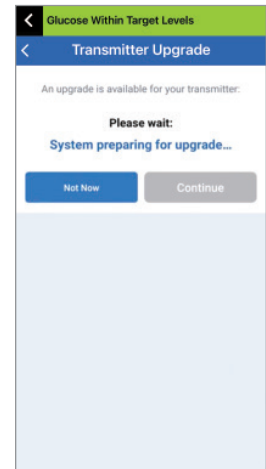 Glucose Within Target Levels
Transmitter Upgrade
An upgrade is available for your transmitter:
Please wait:
System preparing for upgrade...
Not Now
Continue